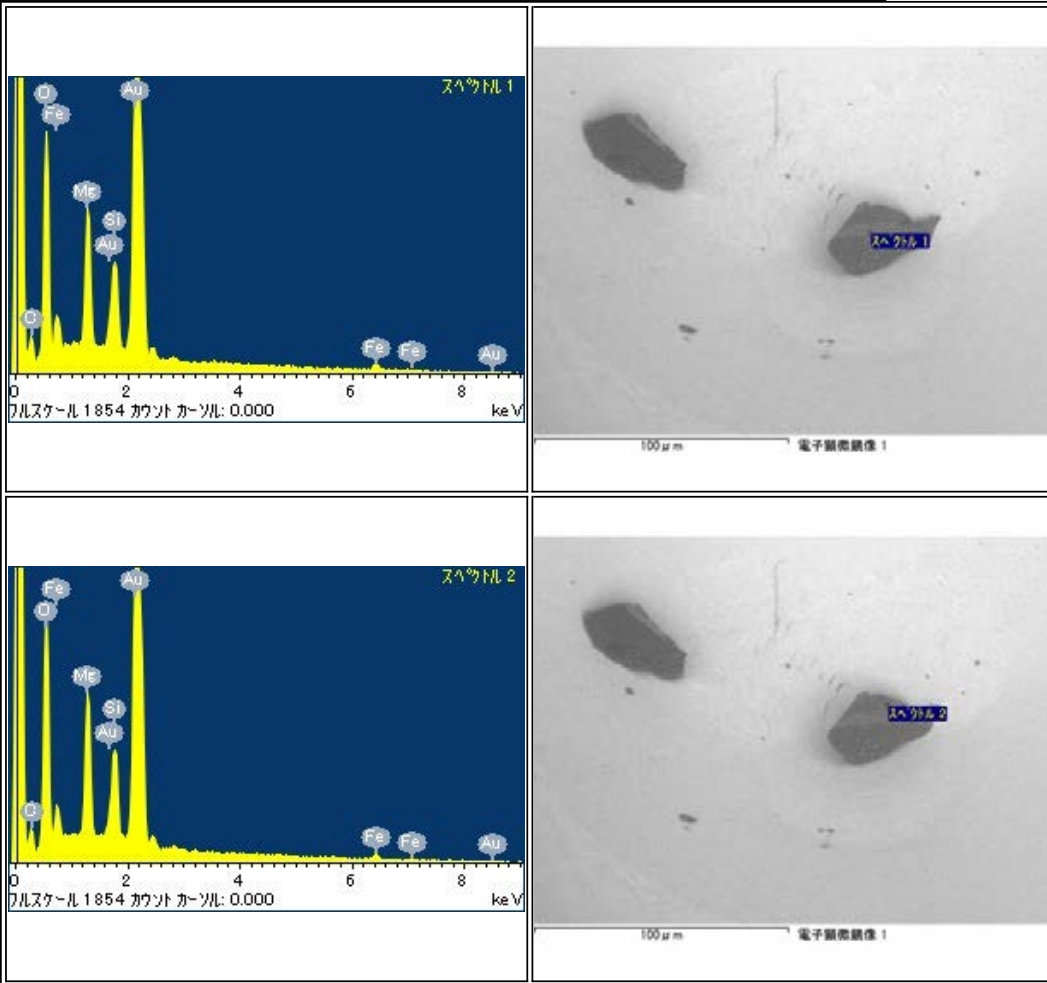 スペクトル 1
O
Fe
Au
Mg
Si
Au
C
Fe
Fe
Au
0 2 4 6 8
フルスケール 1854 カウント カーソル: 0.000 keV
スペクトル 1
100μm 電子顕微鏡像 1
スペクトル 2
Fe
O
Au
Mg
Si
Au
C
Fe
Fe
Au
0 2 4 6 8
フルスケール 1854 カウント カーソル: 0.000 keV
スペクトル 2
100μm 電子顕微鏡像 1